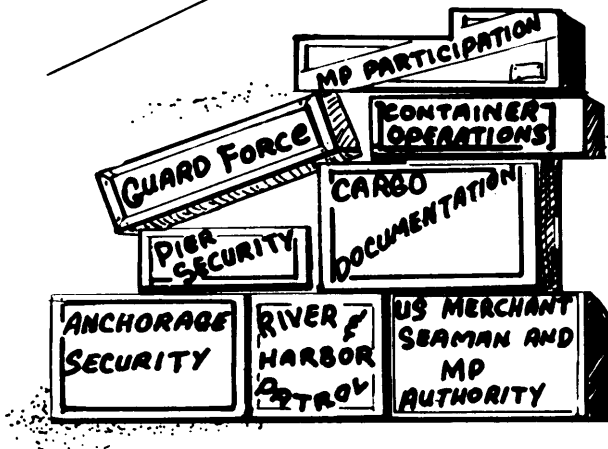 MP PARTICIPATION
CONTAINER
OPERATIONS
GUARD FORCE
CARGO
DOCUMENTATION
PIER
SECURITY
ANCHORAGE
SECURITY
RIVER &
HARBOR
PATROL
US MERCHANT
SEAMAN AND
MP
AUTHORITY